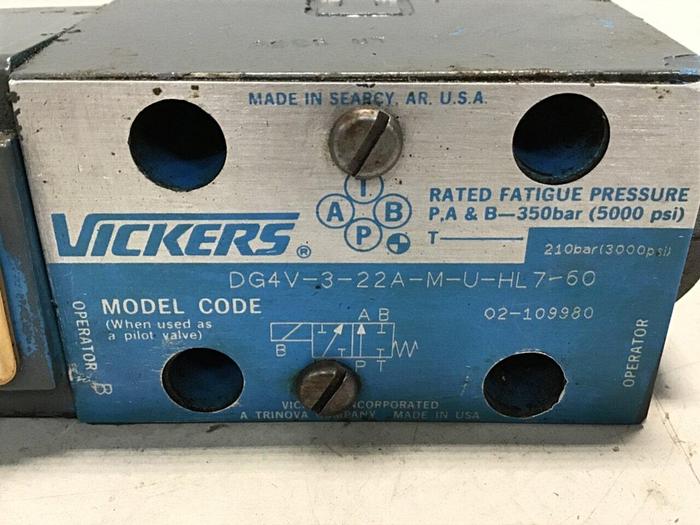 MADE IN SEARCY, AR. U.S.A.
T
A B
P
VICKERS®
RATED FATIGUE PRESSURE
P,A & B—350bar (5000 psi)
T— 210bar(3000psi)
DG4V-3-22A-M-U-HL7-60
MODEL CODE
(When used as
a pilot valve)
02-109980
OPERATOR B
A B
B
T T
P T
OPERATOR
INCORPORATED
A TRINOVA COMPANY MADE IN USA